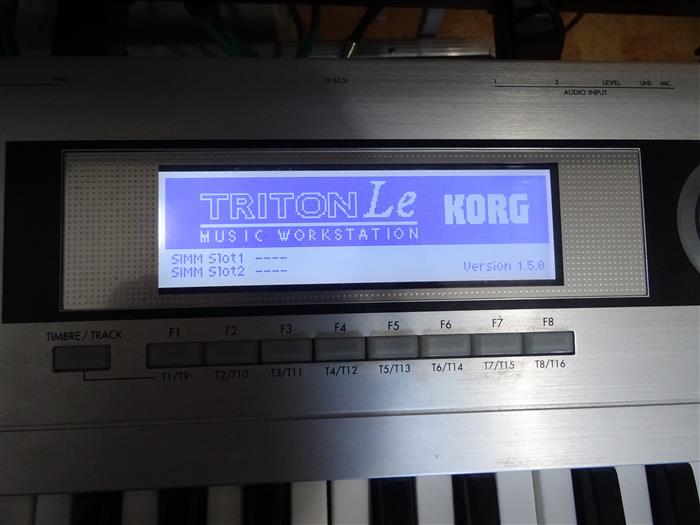 THRU
O-SCSI
1 2 LEVEL LINE MIC
AUDIO INPUT
TRITON Le KORG
MUSIC WORKSTATION
SIMM Slot1 ----
SIMM Slot2 ----
Version 1.5.0
TIMBRE / TRACK
F1 F2 F3 F4 F5 F6 F7 F8
T1/T9 T2/T10 T3/T11 T4/T12 T5/T13 T6/T14 T7/T15 T8/T16